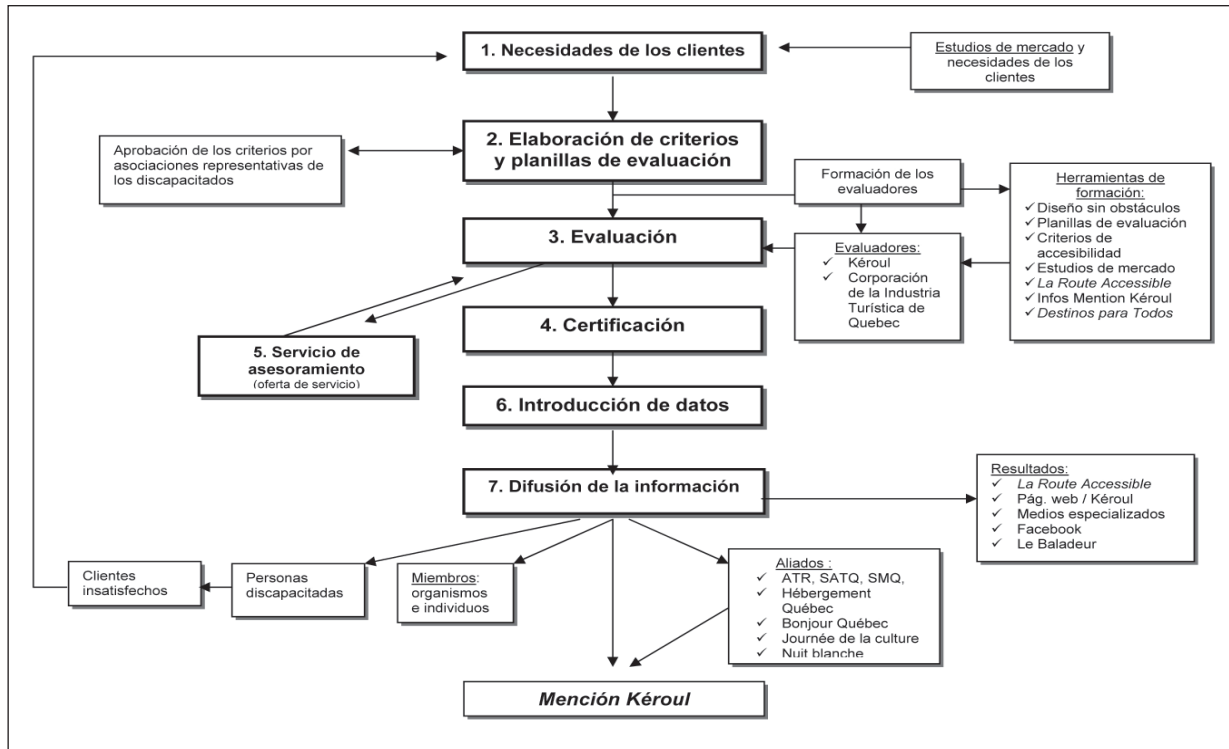 1. Necesidades de los clientes
Estudios de mercado y
necesidades de los
clientes
2. Elaboración de criterios
y planillas de evaluación
Aprobación de los criterios por
asociaciones representativas de
los discapacitados
Formación de los
evaluadores
Herramientas de
formación:
✓ Diseño sin obstáculos
✓ Planillas de evaluación
✓ Criterios de
accesibilidad
✓ Estudios de mercado
✓ La Route Accessible
✓ Infos Mention Kéroul
✓ Destinos para Todos
3. Evaluación
Evaluadores:
✓ Kéroul
✓ Corporación
de la Industria
Turística de
Quebec
4. Certificación
5. Servicio de
asesoramiento
(oferta de servicio)
6. Introducción de datos
7. Difusión de la información
Resultados:
✓ La Route Accessible
✓ Pág. web / Kéroul
✓ Medios especializados
✓ Facebook
✓ Le Baladeur
Clientes
insatisfechos
Personas
discapacitadas
Miembros:
organismos
e individuos
Aliados :
✓ ATR, SATQ, SMQ,
✓ Hébergement
Québec
✓ Bonjour Québec
✓ Journée de la culture
✓ Nuit blanche
Mención Kéroul